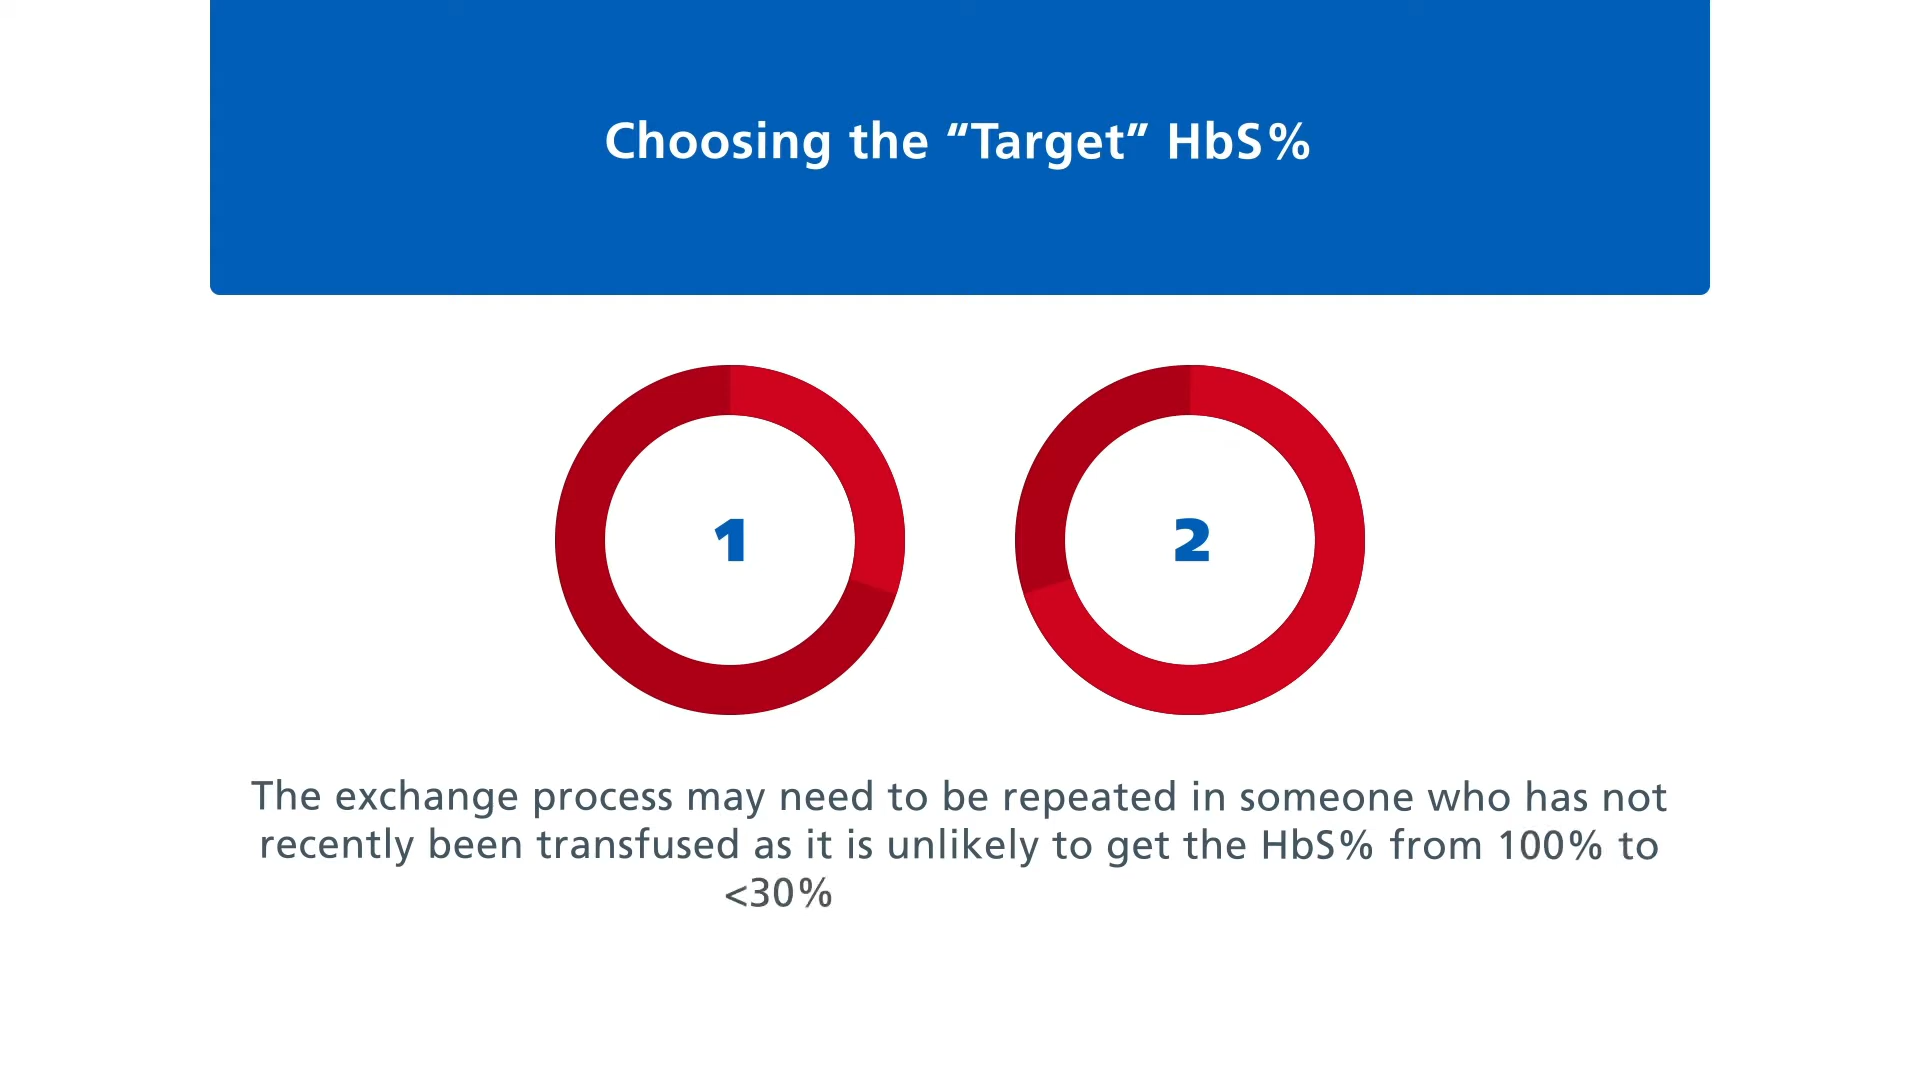 Choosing the “Target” HbS%
1
2
The exchange process may need to be repeated in someone who has not
recently been transfused as it is unlikely to get the HbS% from 100% to
<30%